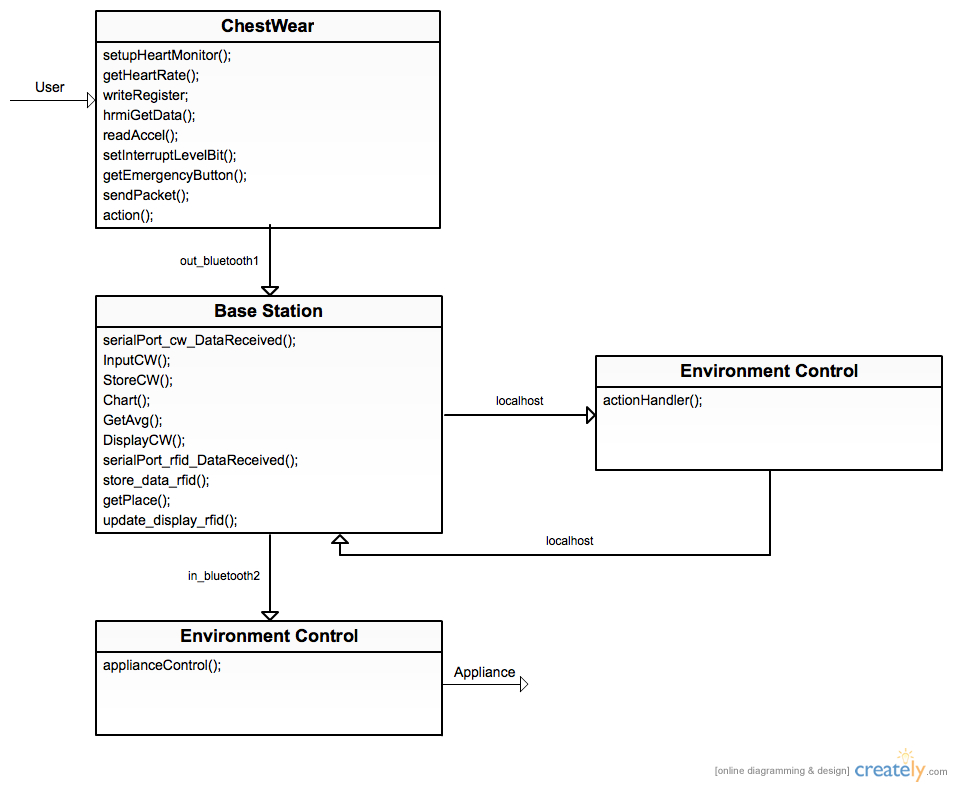 ChestWear
setupHeartMonitor();
getHeartRate();
writeRegister;
hrmiGetData();
readAccel();
setInterruptLevelBit();
getEmergencyButton();
sendPacket();
action();
User
out_bluetooth1
Base Station
serialPort_cw_DataReceived();
InputCW();
StoreCW();
Chart();
GetAvg();
DisplayCW();
serialPort_rfid_DataReceived();
store_data_rfid();
getPlace();
update_display_rfid();
localhost
Environment Control
actionHandler();
localhost
in_bluetooth2
Environment Control
applianceControl();
Appliance
[online diagramming & design] creately.com